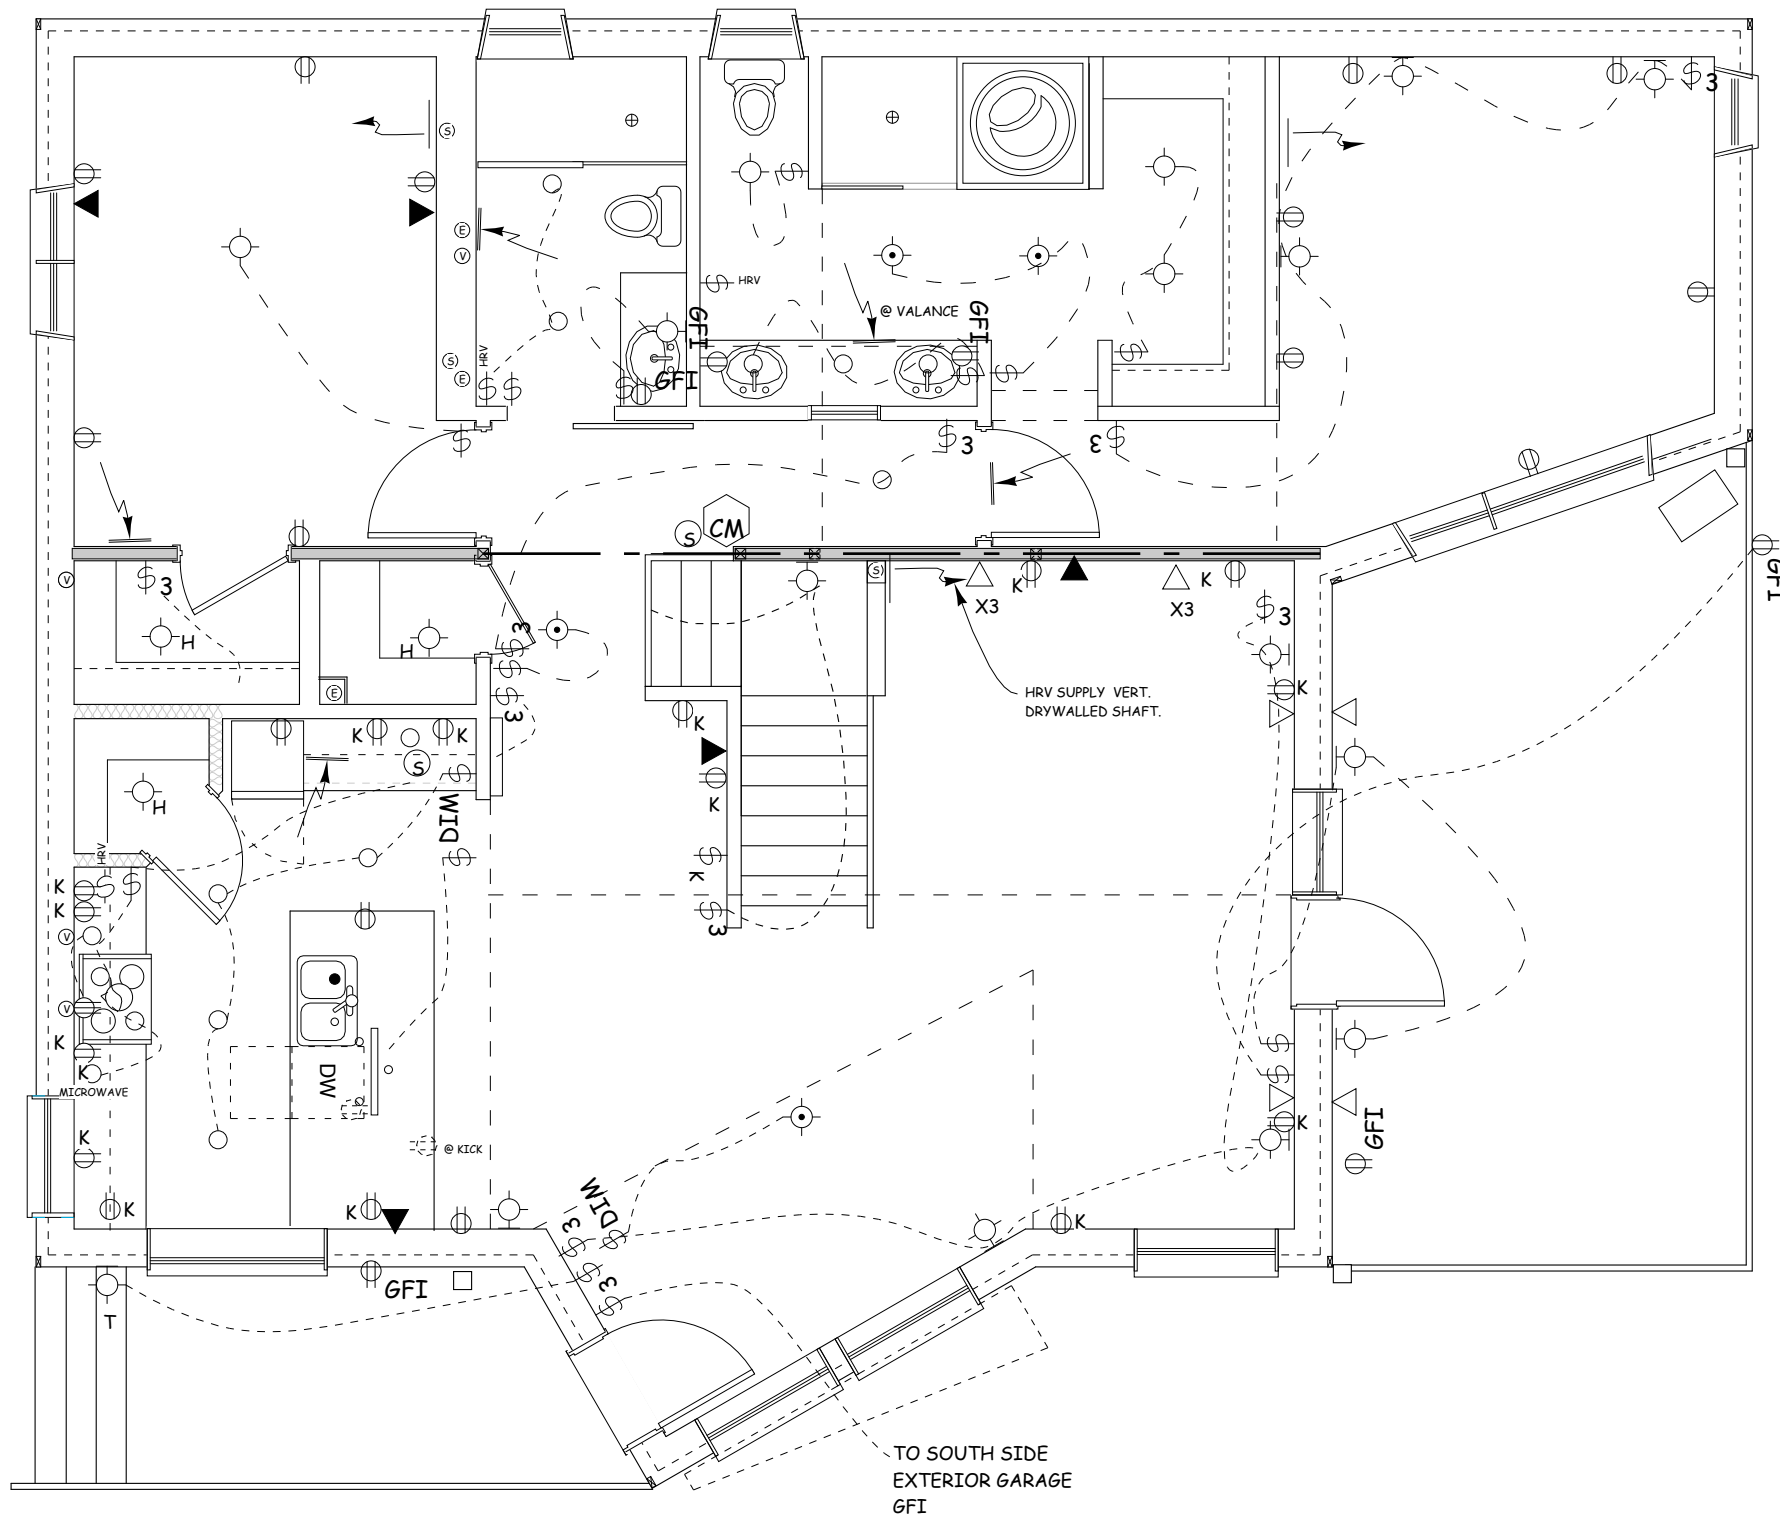 3
S
E
V
HRV
@ VALANCE
GFI
GFI
GFI
S
E
HRV
3
3
CM
S
GFI
V
3
H
H
3
S
K
X3
K
X3
3
E
3
HRV SUPPLY VERT.
DRYWALLED SHAFT.
K
K
K
K
S
H
K
DIM
HRV
K
K
K
3
V
V
K
K
MICROWAVE
DW
K
@ KICK
K
GFI
K
K
K
DIM
3
3
GFI
T
TO SOUTH SIDE
EXTERIOR GARAGE
GFI